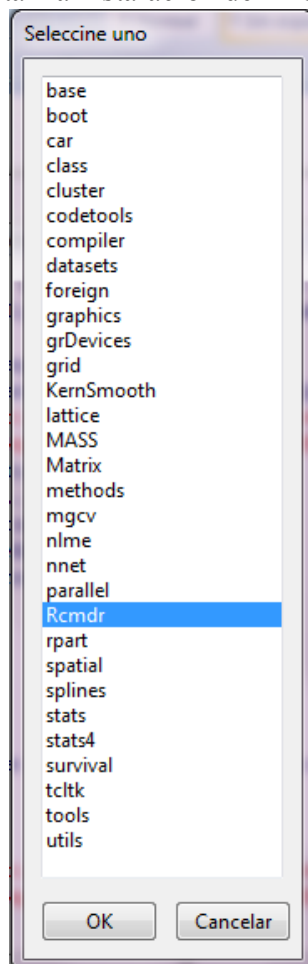 Seleccine uno
base
boot
car
class
cluster
codetools
compiler
datasets
foreign
graphics
grDevices
grid
KernSmooth
lattice
MASS
Matrix
methods
mgcv
nlme
nnet
parallel
Rcmdr
rpart
spatial
splines
stats
stats4
survival
tcltk
tools
utils
OK Cancelar